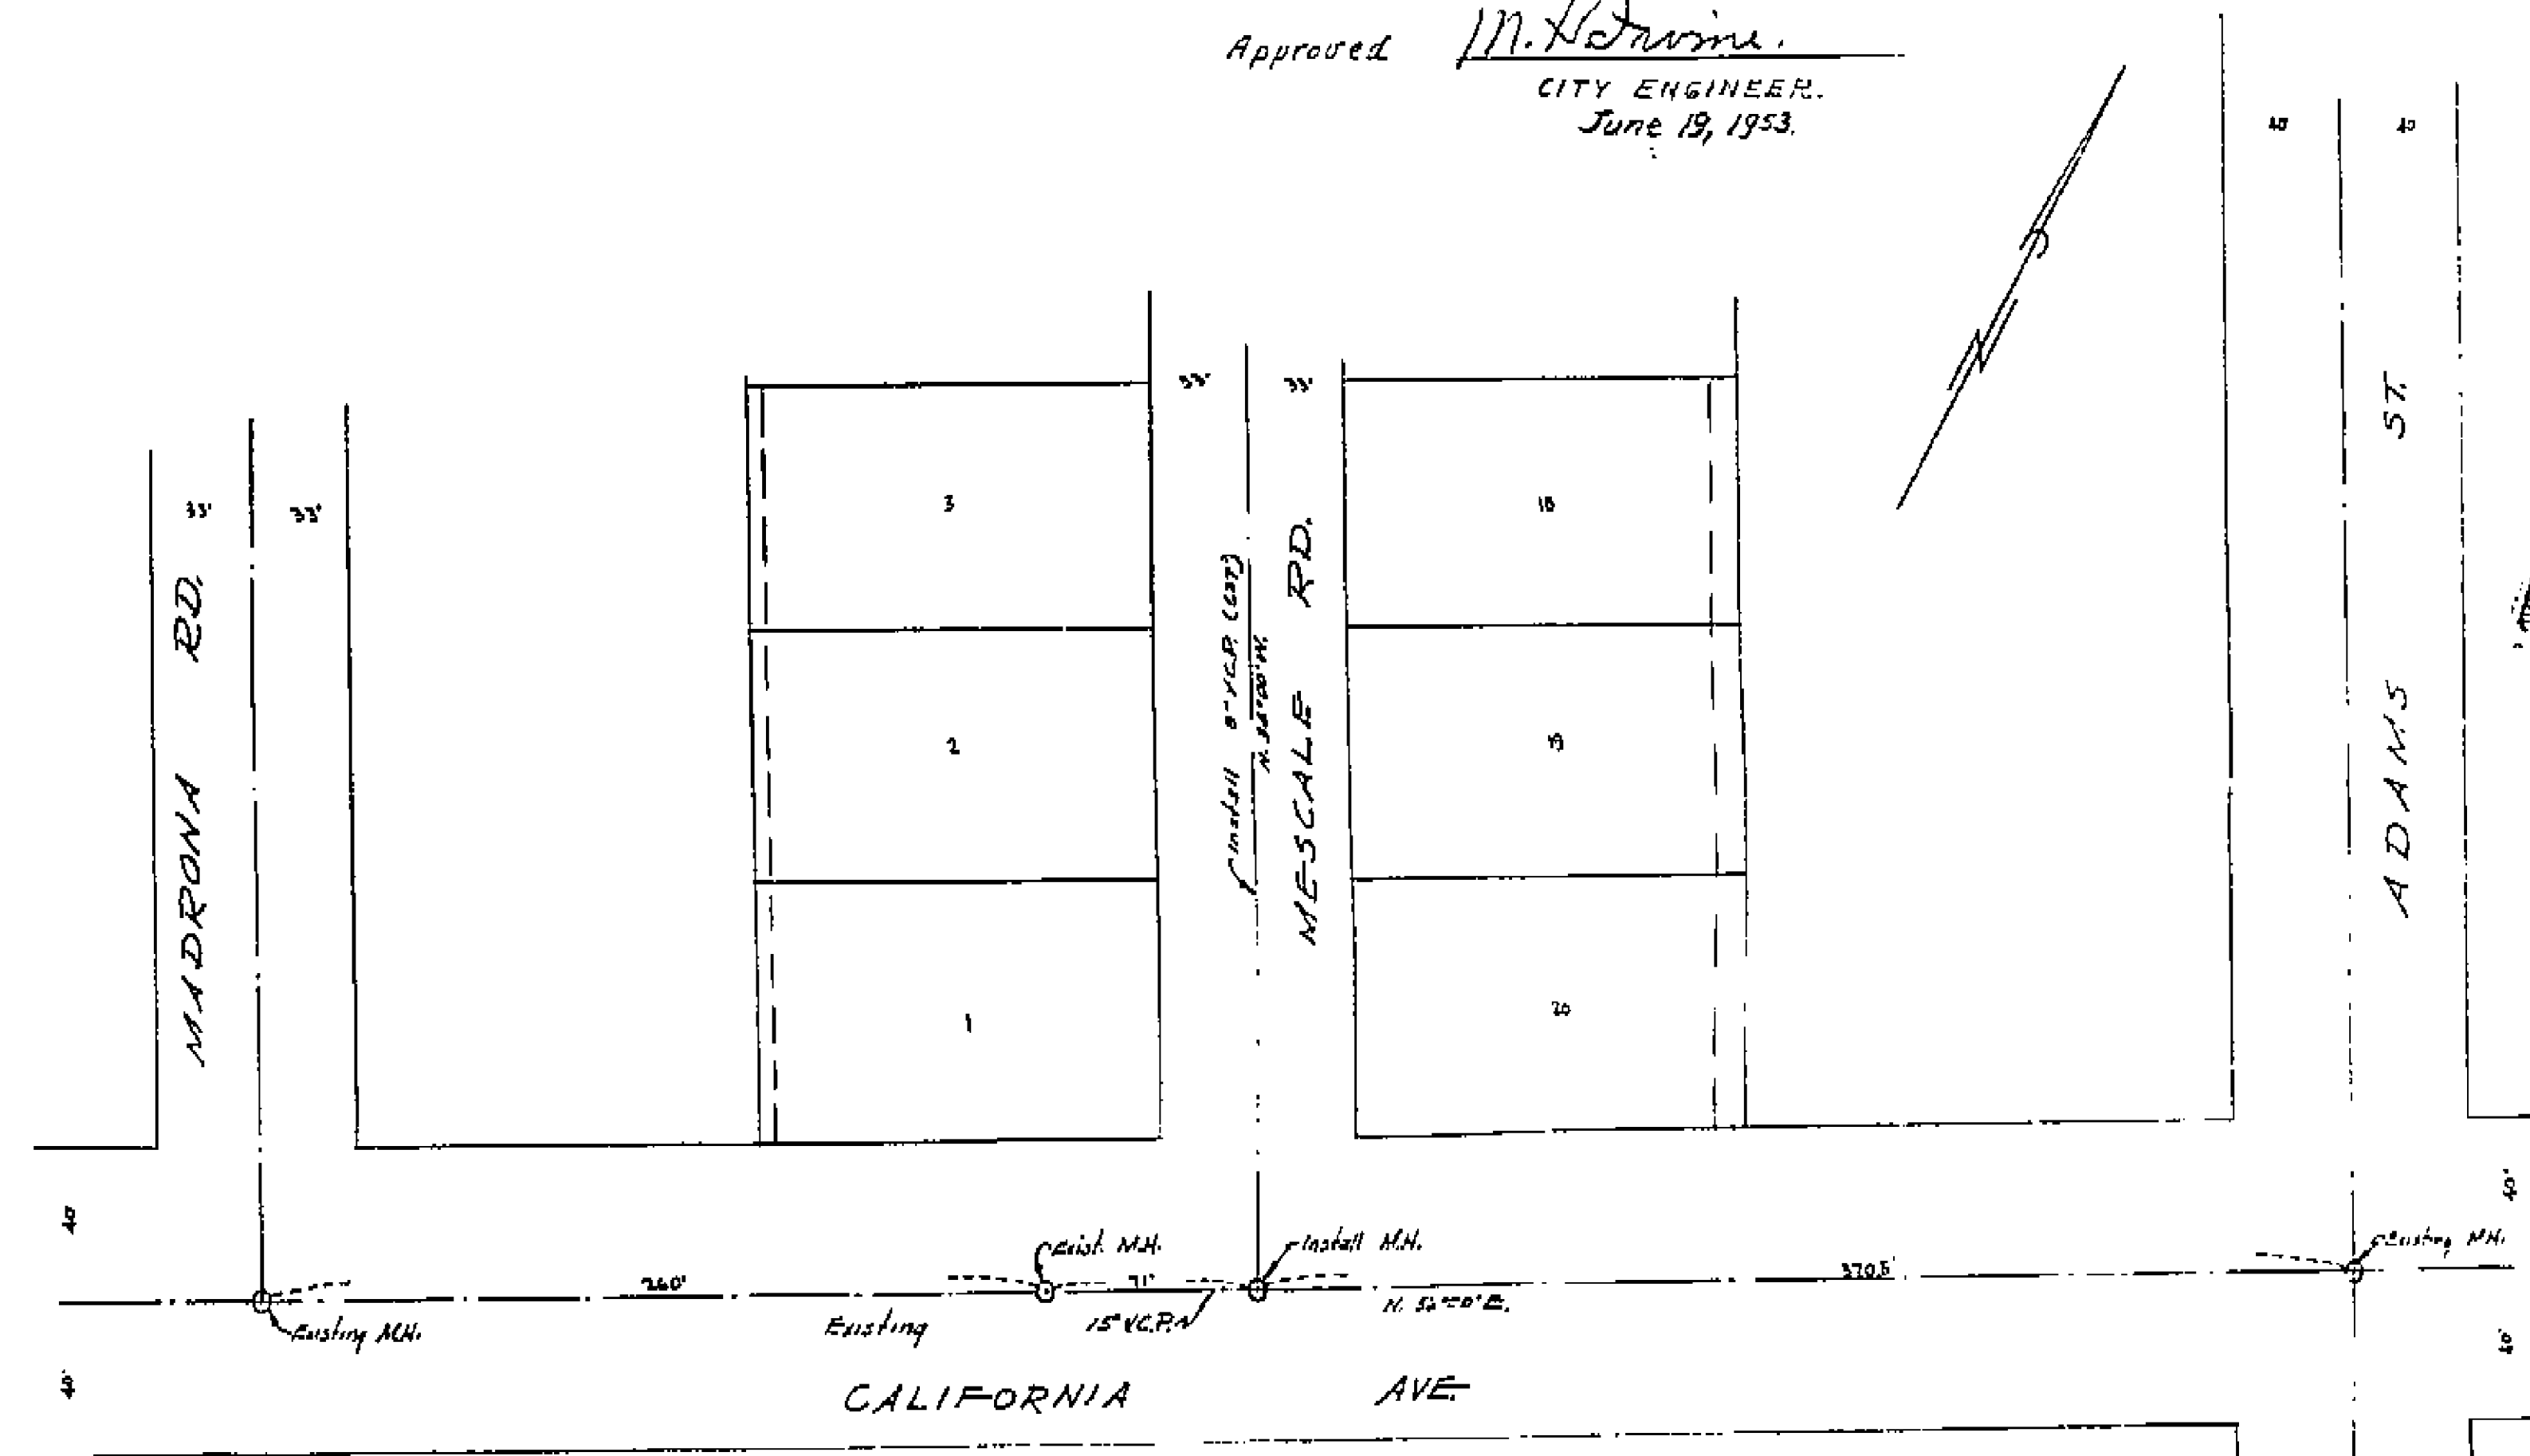 Approved
CITY ENGINEER.
June 19, 1953.
40 40
S
N
33' 33'
33' 33'
3
18
2
19
1
20
MADRONA RD.
Install 8" V.C.P.
MESCALE RD.
ADAMS ST.
40' 40'
Exist. M.H.
Install M.H.
Existing M.H.
260' 71' 370.5'
Existing M.H.
Existing
15" V.C.P.
40' 40'
CALIFORNIA AVE.